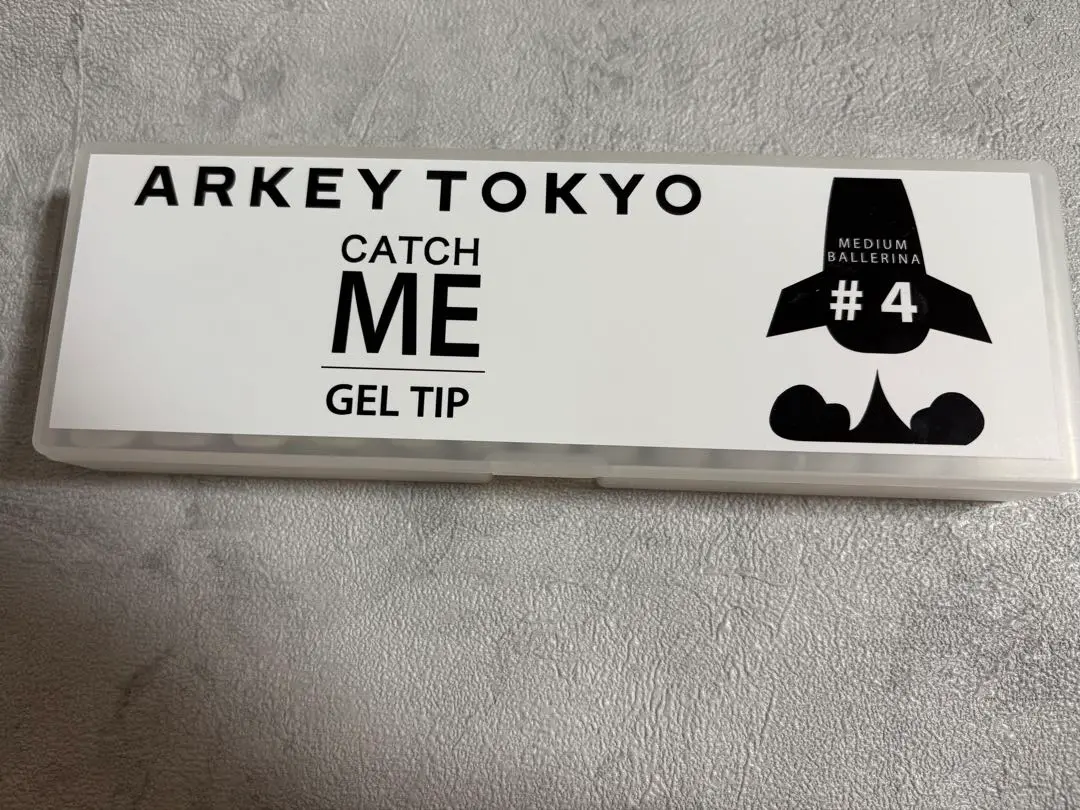 ARKEY TOKYO
CATCH
ME
GEL TIP
MEDIUM
BALLERINA
# 4